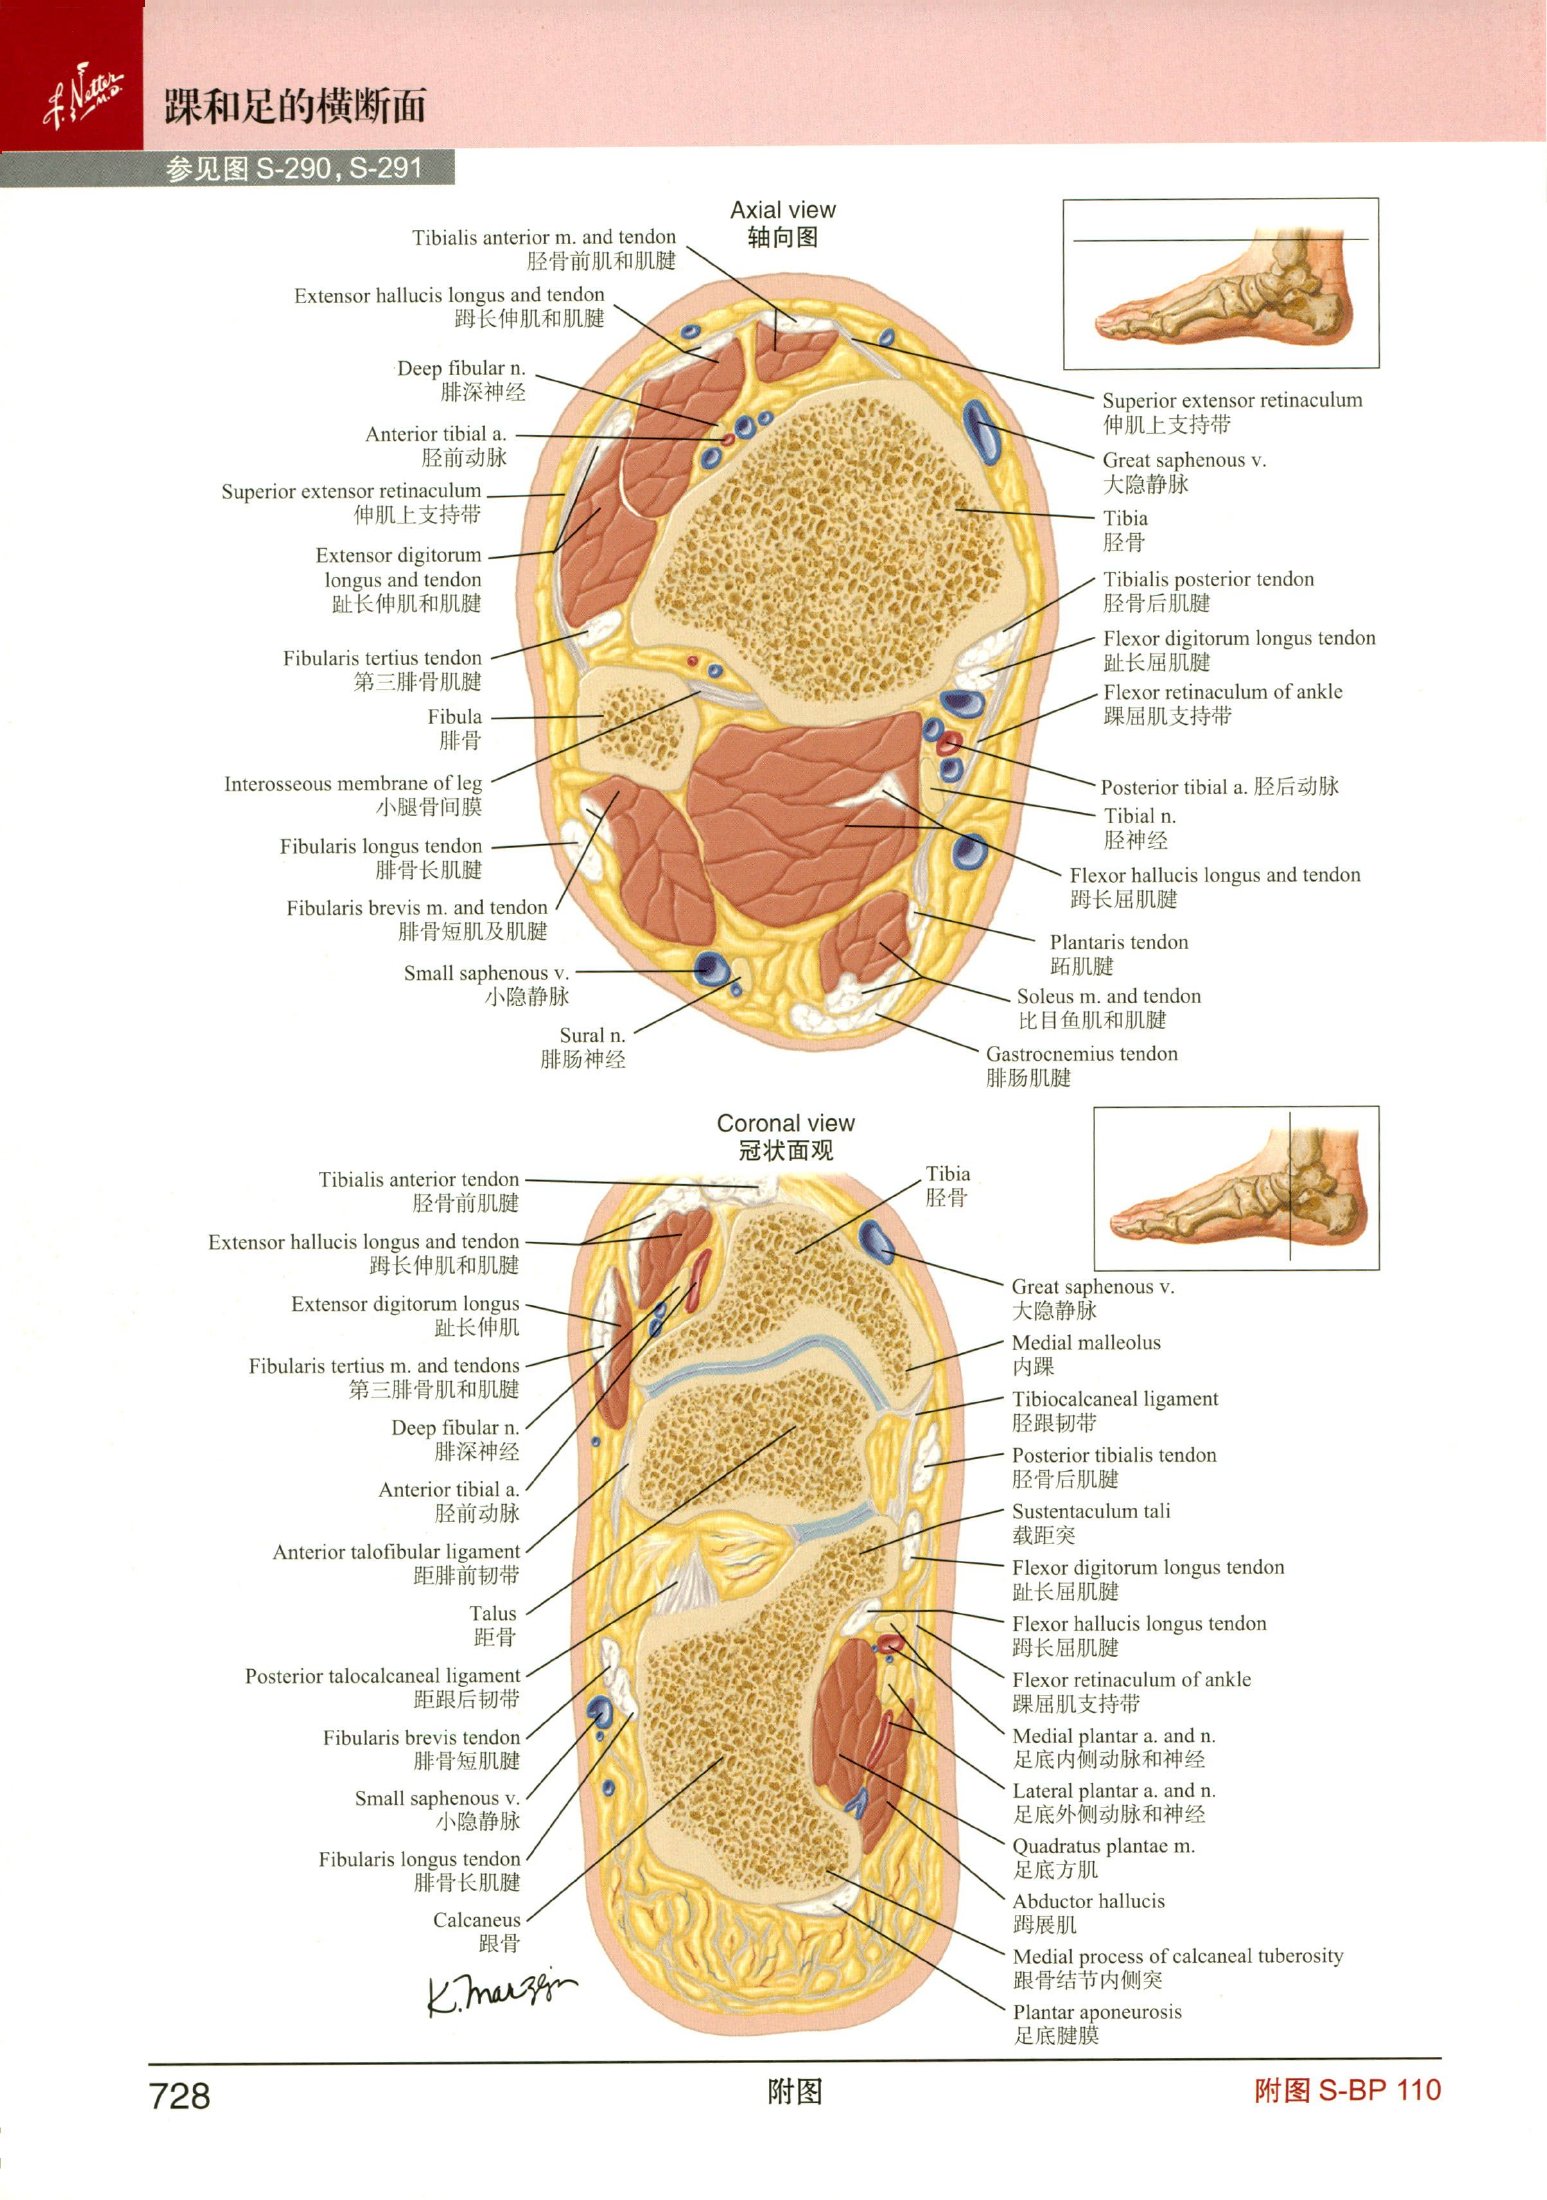 F. Netter M.D.
踝和足的横断面
参见图 S-290, S-291
Axial view
轴向图
Tibialis anterior m. and tendon
胫骨前肌和肌腱
Extensor hallucis longus and tendon
踇长伸肌和肌腱
Deep fibular n.
腓深神经
Anterior tibial a.
胫前动脉
Superior extensor retinaculum
伸肌上支持带
Extensor digitorum
longus and tendon
趾长伸肌和肌腱
Fibularis tertius tendon
第三腓骨肌腱
Fibula
腓骨
Interosseous membrane of leg
小腿骨间膜
Fibularis longus tendon
腓骨长肌腱
Fibularis brevis m. and tendon
腓骨短肌及肌腱
Small saphenous v.
小隐静脉
Sural n.
腓肠神经
Superior extensor retinaculum
伸肌上支持带
Great saphenous v.
大隐静脉
Tibia
胫骨
Tibialis posterior tendon
胫骨后肌腱
Flexor digitorum longus tendon
趾长屈肌腱
Flexor retinaculum of ankle
踝屈肌支持带
Posterior tibial a. 胫后动脉
Tibial n.
胫神经
Flexor hallucis longus and tendon
踇长屈肌腱
Plantaris tendon
跖肌腱
Soleus m. and tendon
比目鱼肌和肌腱
Gastrocnemius tendon
腓肠肌腱
Coronal view
冠状面观
Tibialis anterior tendon
胫骨前肌腱
Extensor hallucis longus and tendon
踇长伸肌和肌腱
Extensor digitorum longus
趾长伸肌
Fibularis tertius m. and tendons
第三腓骨肌和肌腱
Deep fibular n.
腓深神经
Anterior tibial a.
胫前动脉
Anterior talofibular ligament
距腓前韧带
Talus
距骨
Posterior talocalcaneal ligament
距跟后韧带
Fibularis brevis tendon
腓骨短肌腱
Small saphenous v.
小隐静脉
Fibularis longus tendon
腓骨长肌腱
Calcaneus
跟骨
Tibia
胫骨
Great saphenous v.
大隐静脉
Medial malleolus
内踝
Tibiocalcaneal ligament
胫跟韧带
Posterior tibialis tendon
胫骨后肌腱
Sustentaculum tali
载距突
Flexor digitorum longus tendon
趾长屈肌腱
Flexor hallucis longus tendon
踇长屈肌腱
Flexor retinaculum of ankle
踝屈肌支持带
Medial plantar a. and n.
足底内侧动脉和神经
Lateral plantar a. and n.
足底外侧动脉和神经
Quadratus plantae m.
足底方肌
Abductor hallucis
踇展肌
Medial process of calcaneal tuberosity
跟骨结节内侧突
Plantar aponeurosis
足底腱膜
728
附图
附图 S-BP 110